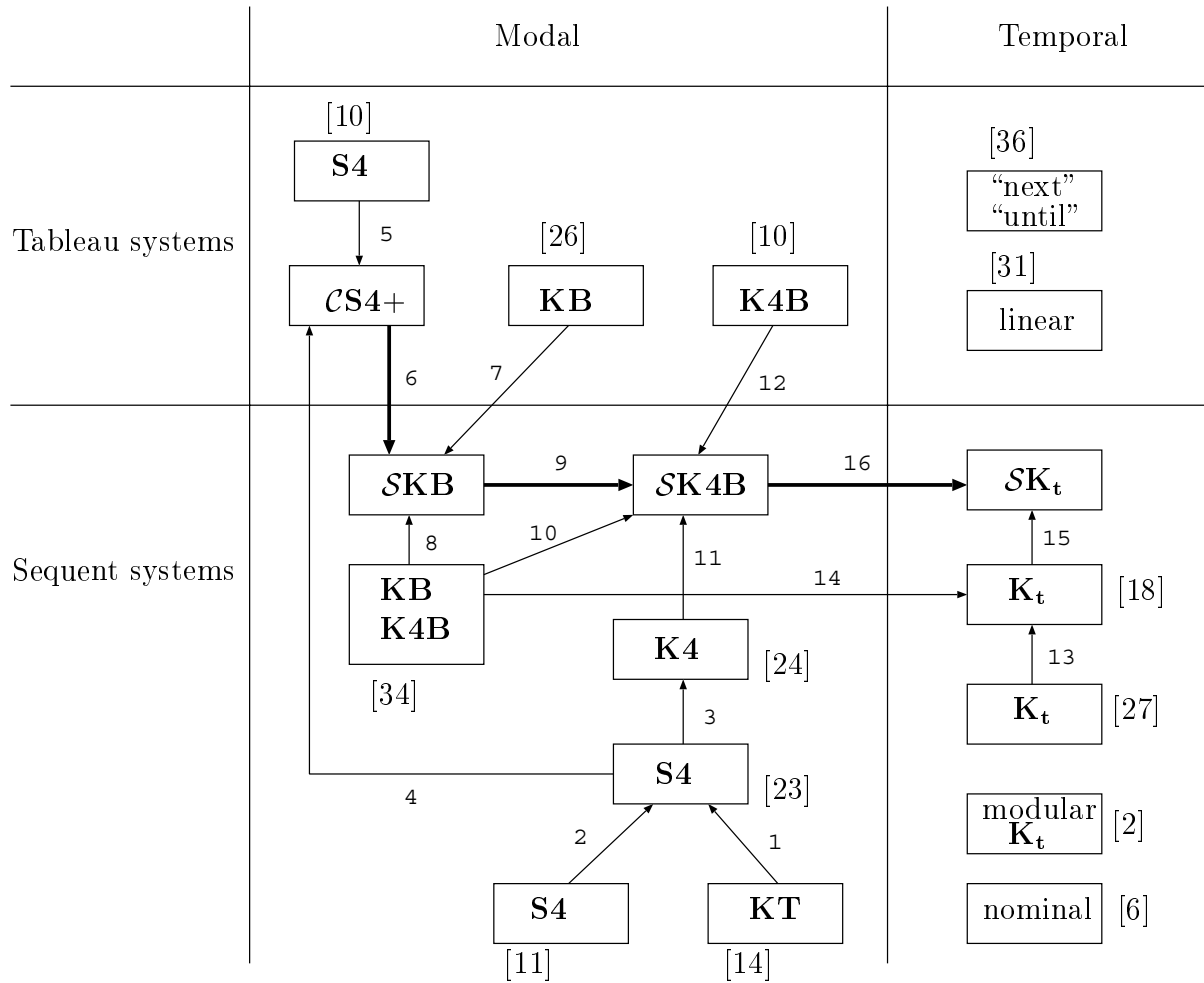 Modal
Temporal
[10]
S4
[36]
"next"
"until"
5
Tableau systems
[26]
[10]
[31]
𝒞S4+
KB
K4B
linear
6
7
12
9
16
𝒮KB
𝒮K4B
𝒮Kₜ
8
10
11
15
Sequent systems
14
KB
K4B
Kₜ
[18]
K4
[24]
13
[34]
Kₜ
[27]
3
S4
[23]
4
modular
Kₜ
[2]
2
1
S4
KT
nominal
[6]
[11]
[14]